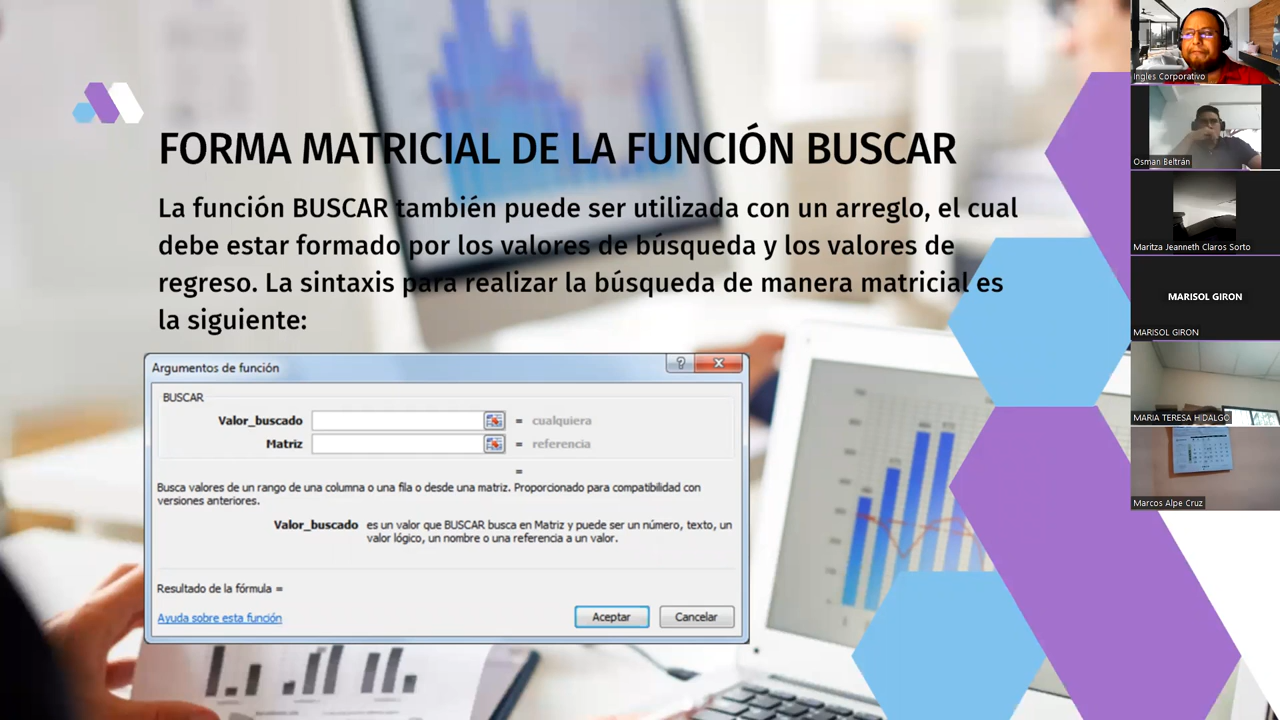 FORMA MATRICIAL DE LA FUNCIÓN BUSCAR
La función BUSCAR también puede ser utilizada con un arreglo, el cual
debe estar formado por los valores de búsqueda y los valores de
regreso. La sintaxis para realizar la búsqueda de manera matricial es
la siguiente:
Argumentos de función
BUSCAR
Valor_buscado = cualquiera
Matriz = referencia
=
Busca valores de un rango de una columna o una fila o desde una matriz. Proporcionado para compatibilidad con
versiones anteriores.
Valor_buscado es un valor que BUSCAR busca en Matriz y puede ser un número, texto, un
valor lógico, un nombre o una referencia a un valor.
Resultado de la fórmula =
Ayuda sobre esta función
Aceptar
Cancelar
Ingles Corporativo
Osman Beltrán
Maritza Jeanneth Claros Sorto
MARISOL GIRON
MARISOL GIRON
MARIA TERESA HIDALGO
Marcos Alpe Cruz